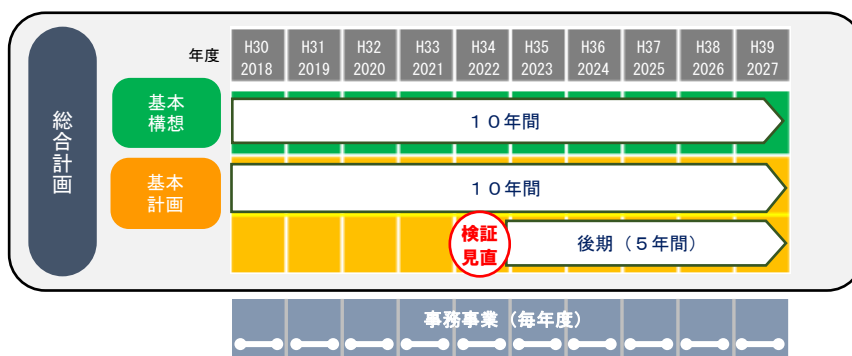 年度
H30 H31 H32 H33 H34 H35 H36 H37 H38 H39
2018 2019 2020 2021 2022 2023 2024 2025 2026 2027
総合計画
基本
構想
１０年間
基本
計画
１０年間
検証
見直
後期（５年間）
事務事業（毎年度）